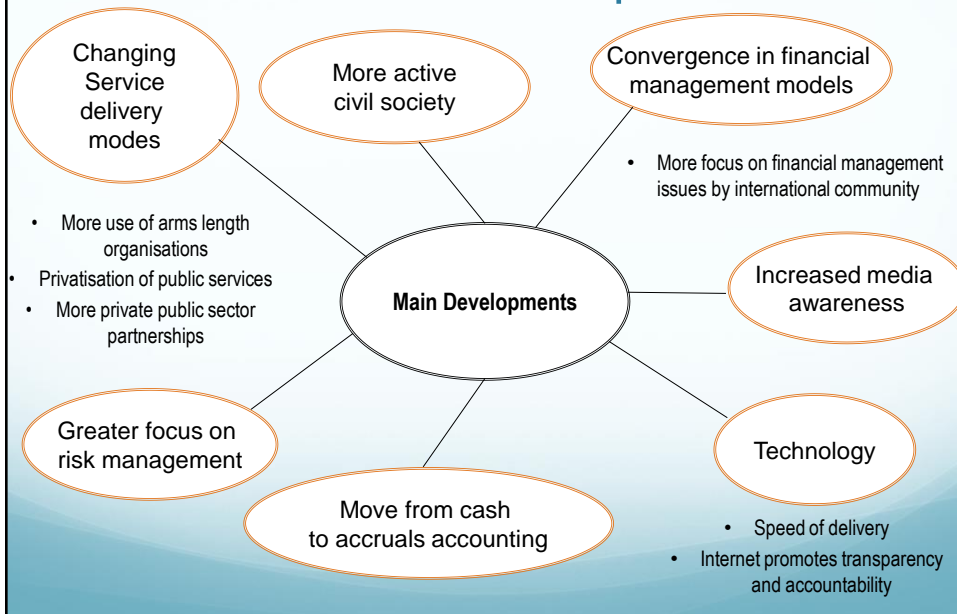 Changing
Service
delivery
modes
More active
civil society
Convergence in financial
management models
• More focus on financial management
issues by international community
• More use of arms length
organisations
• Privatisation of public services
• More private public sector
partnerships
Main Developments
Increased media
awareness
Greater focus on
risk management
Move from cash
to accruals accounting
Technology
• Speed of delivery
• Internet promotes transparency
and accountability